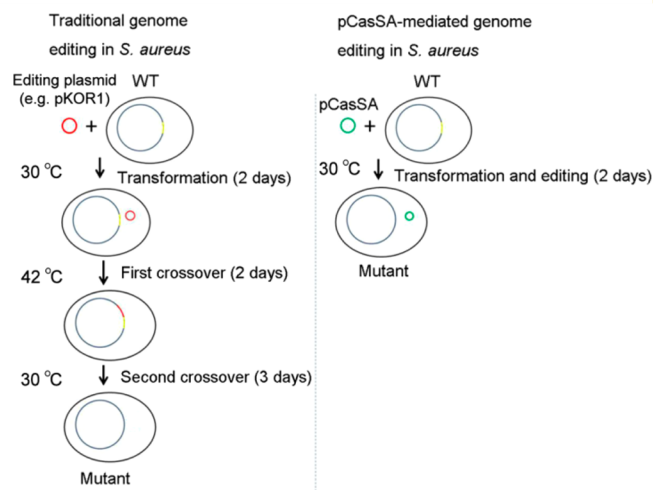 Traditional genome
editing in S. aureus
Editing plasmid
(e.g. pKOR1)
WT
+
30 °C
Transformation (2 days)
42 °C
First crossover (2 days)
30 °C
Second crossover (3 days)
Mutant
pCasSA-mediated genome
editing in S. aureus
WT
pCasSA
+
30 °C
Transformation and editing (2 days)
Mutant